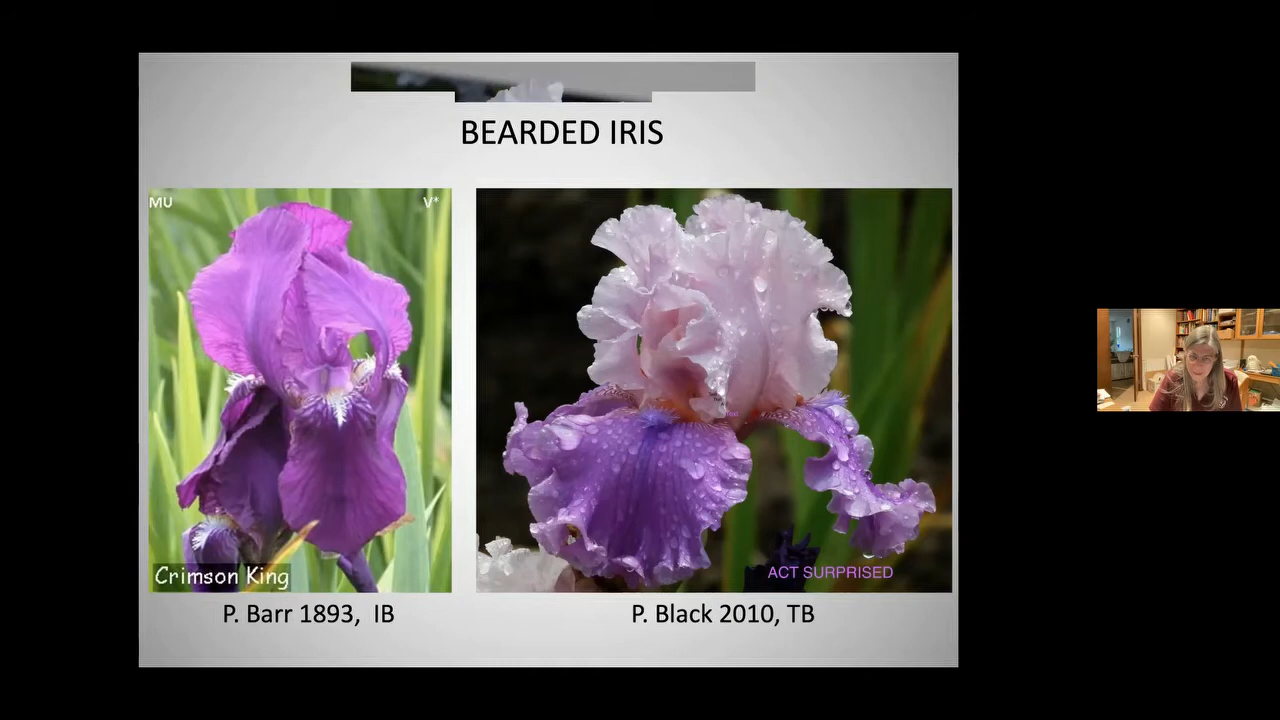 BEARDED IRIS
MU
V*
Crimson King
ACT SURPRISED
P. Barr 1893, IB
P. Black 2010, TB